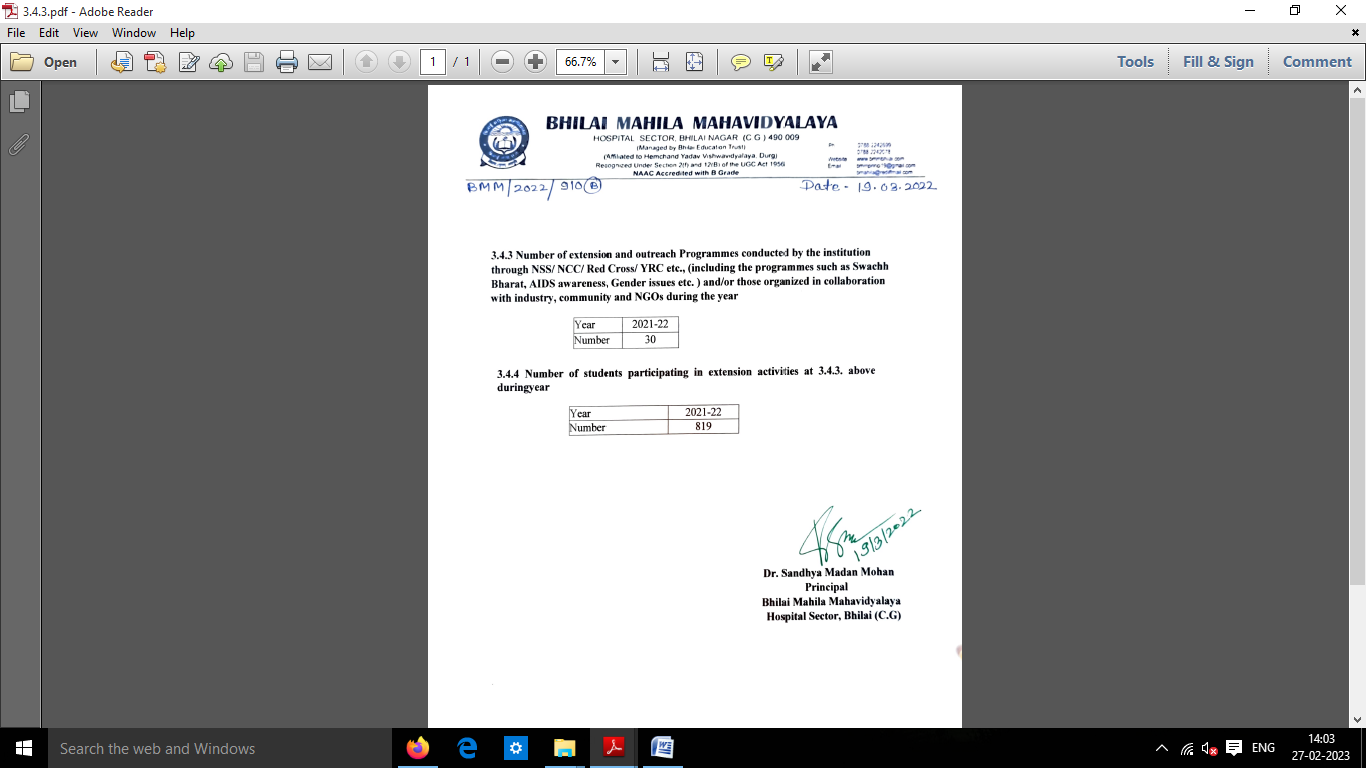 3.4.3.pdf - Adobe Reader
File Edit View Window Help
Open 1 / 1 66.7% Tools Fill & Sign Comment
BHILAI MAHILA MAHAVIDYALAYA
HOSPITAL SECTOR, BHILAI NAGAR (C.G.) 490 009
(Managed by Bhilai Education Trust)
(Affiliated to Hemchand Yadav Vishwavidyalaya, Durg)
Recognized Under Section 2(f) and 12(B) of the UGC Act 1956
NAAC Accredited with B Grade
Website
Email
BMM/2022/910(B) Date - 19.03.2022
3.4.3 Number of extension and outreach Programmes conducted by the institution
through NSS/ NCC/ Red Cross/ YRC etc., (including the programmes such as Swachh
Bharat, AIDS awareness, Gender issues etc. ) and/or those organized in collaboration
with industry, community and NGOs during the year
Year 2021-22
Number 30
3.4.4 Number of students participating in extension activities at 3.4.3. above
duringyear
Year 2021-22
Number 819
19/3/2022
Dr. Sandhya Madan Mohan
Principal
Bhilai Mahila Mahavidyalaya
Hospital Sector, Bhilai (C.G)
Search the web and Windows
ENG
14:03
27-02-2023